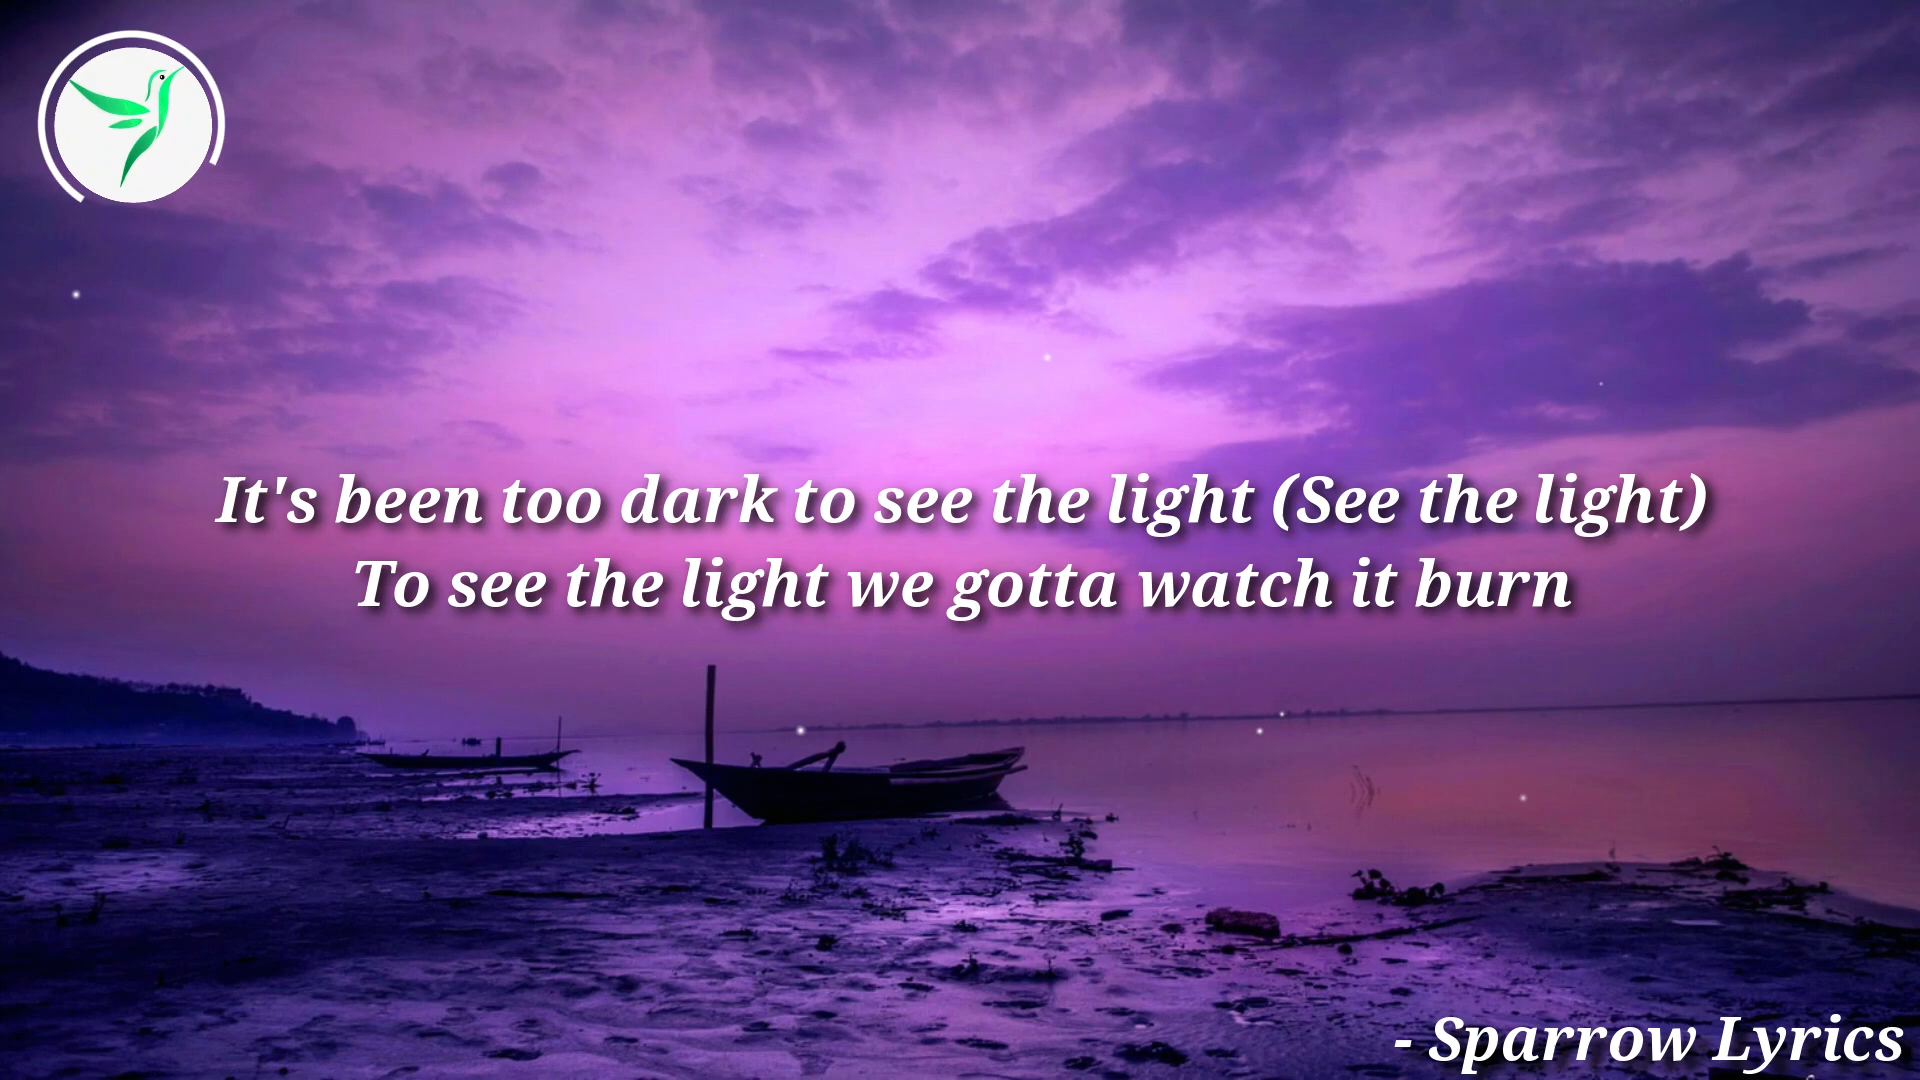 It's been too dark to see the light (See the light)
To see the light we gotta watch it burn
- Sparrow Lyrics